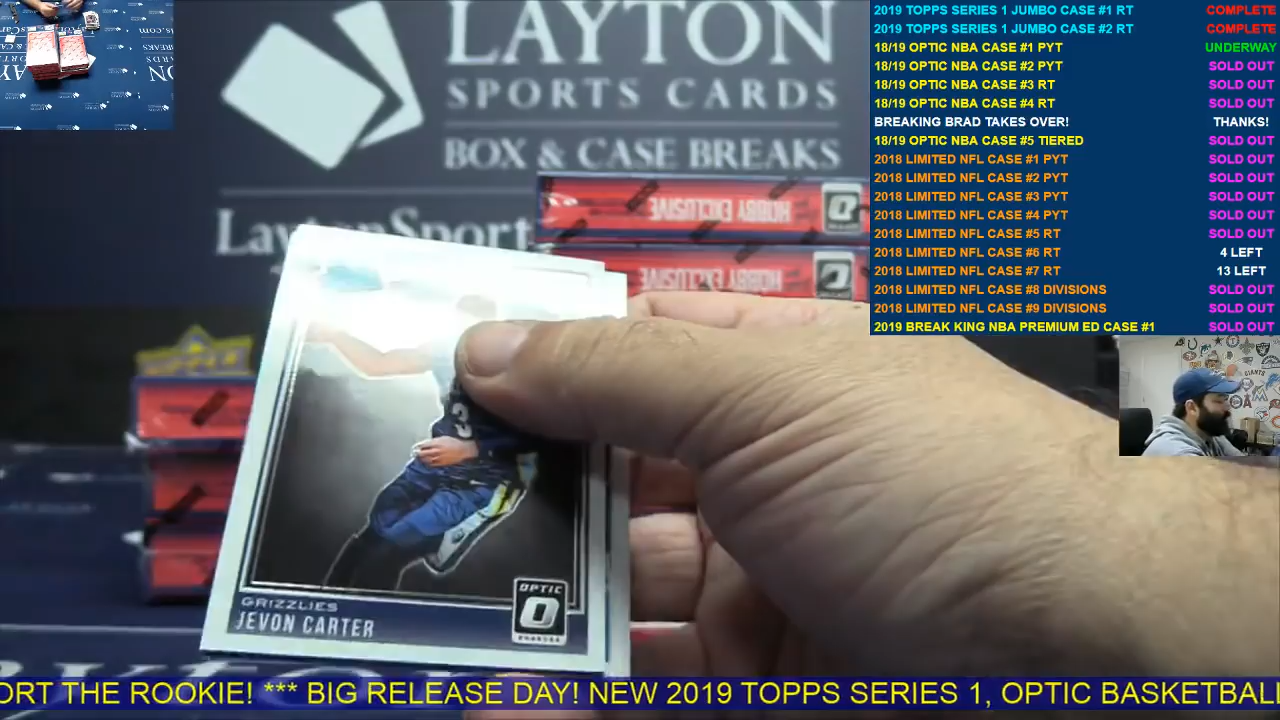 LAYTON
SPORTS CARDS
BOX & CASE BREAKS
LaytonSport
HOBBY EXCLUSIVE
HOBBY EXCLUSIVE
3
OPTIC
GRIZZLIES
JEVON CARTER
2019 TOPPS SERIES 1 JUMBO CASE #1 RT COMPLETE
2019 TOPPS SERIES 1 JUMBO CASE #2 RT COMPLETE
18/19 OPTIC NBA CASE #1 PYT UNDERWAY
18/19 OPTIC NBA CASE #2 PYT SOLD OUT
18/19 OPTIC NBA CASE #3 RT SOLD OUT
18/19 OPTIC NBA CASE #4 RT SOLD OUT
BREAKING BRAD TAKES OVER! THANKS!
18/19 OPTIC NBA CASE #5 TIERED SOLD OUT
2018 LIMITED NFL CASE #1 PYT SOLD OUT
2018 LIMITED NFL CASE #2 PYT SOLD OUT
2018 LIMITED NFL CASE #3 PYT SOLD OUT
2018 LIMITED NFL CASE #4 PYT SOLD OUT
2018 LIMITED NFL CASE #5 RT SOLD OUT
2018 LIMITED NFL CASE #6 RT 4 LEFT
2018 LIMITED NFL CASE #7 RT 13 LEFT
2018 LIMITED NFL CASE #8 DIVISIONS SOLD OUT
2018 LIMITED NFL CASE #9 DIVISIONS SOLD OUT
2019 BREAK KING NBA PREMIUM ED CASE #1 SOLD OUT
ORT THE ROOKIE! *** BIG RELEASE DAY! NEW 2019 TOPPS SERIES 1, OPTIC BASKETBAL